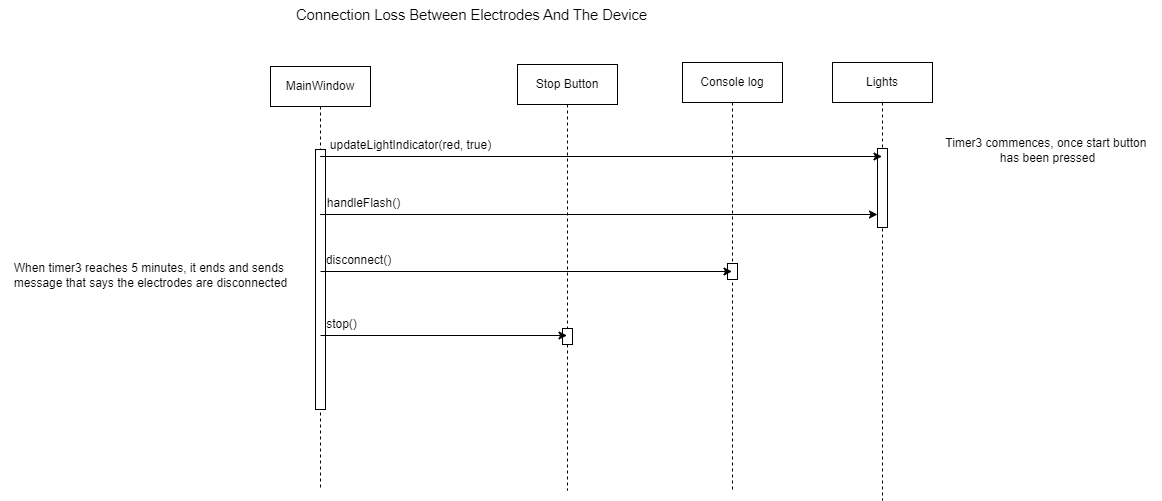 Connection Loss Between Electrodes And The Device
MainWindow
Stop Button
Console log
Lights
updateLightIndicator(red, true)
Timer3 commences, once start button
has been pressed
handleFlash()
disconnect()
When timer3 reaches 5 minutes, it ends and sends
message that says the electrodes are disconnected
stop()